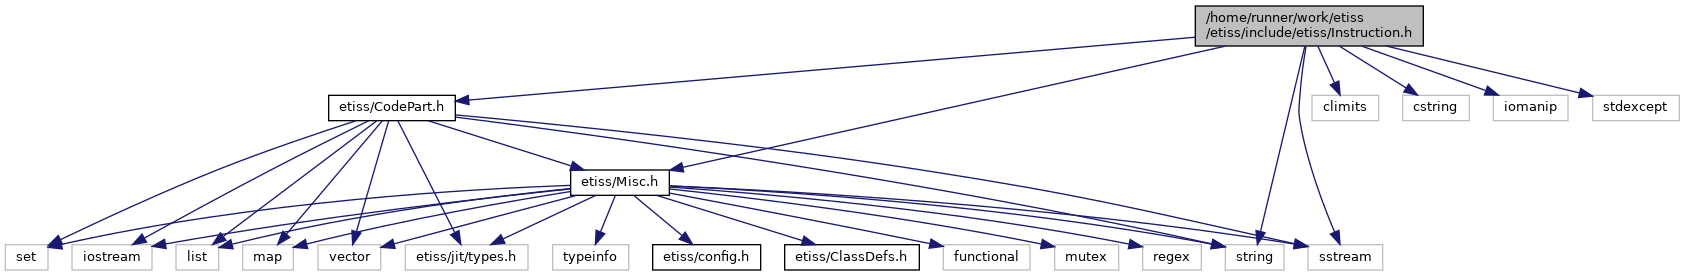 /home/runner/work/etiss
/etiss/include/etiss/Instruction.h
etiss/CodePart.h
climits
cstring
iomanip
stdexcept
etiss/Misc.h
set
iostream
list
map
vector
etiss/jit/types.h
typeinfo
etiss/config.h
etiss/ClassDefs.h
functional
mutex
regex
string
sstream